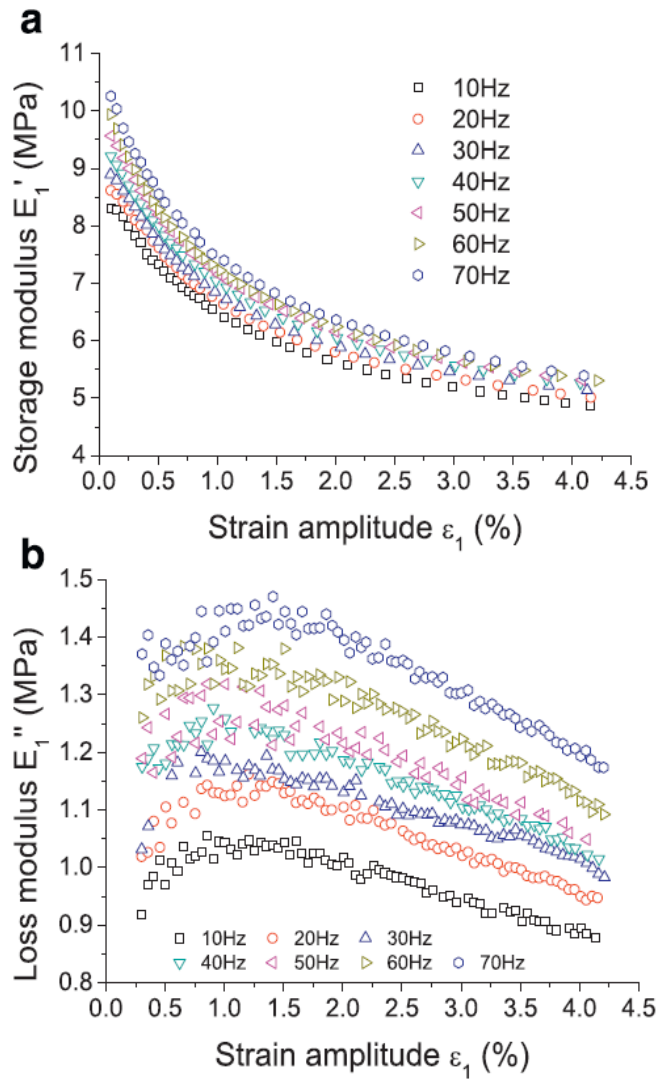 a
Storage modulus E₁' (MPa)
11
10
9
8
7
6
5
4
10Hz
20Hz
30Hz
40Hz
50Hz
60Hz
70Hz
0.0 0.5 1.0 1.5 2.0 2.5 3.0 3.5 4.0 4.5
Strain amplitude ε₁ (%)
b
Loss modulus E₁" (MPa)
1.5
1.4
1.3
1.2
1.1
1.0
0.9
0.8
10Hz 20Hz 30Hz
40Hz 50Hz 60Hz 70Hz
0.0 0.5 1.0 1.5 2.0 2.5 3.0 3.5 4.0 4.5
Strain amplitude ε₁ (%)